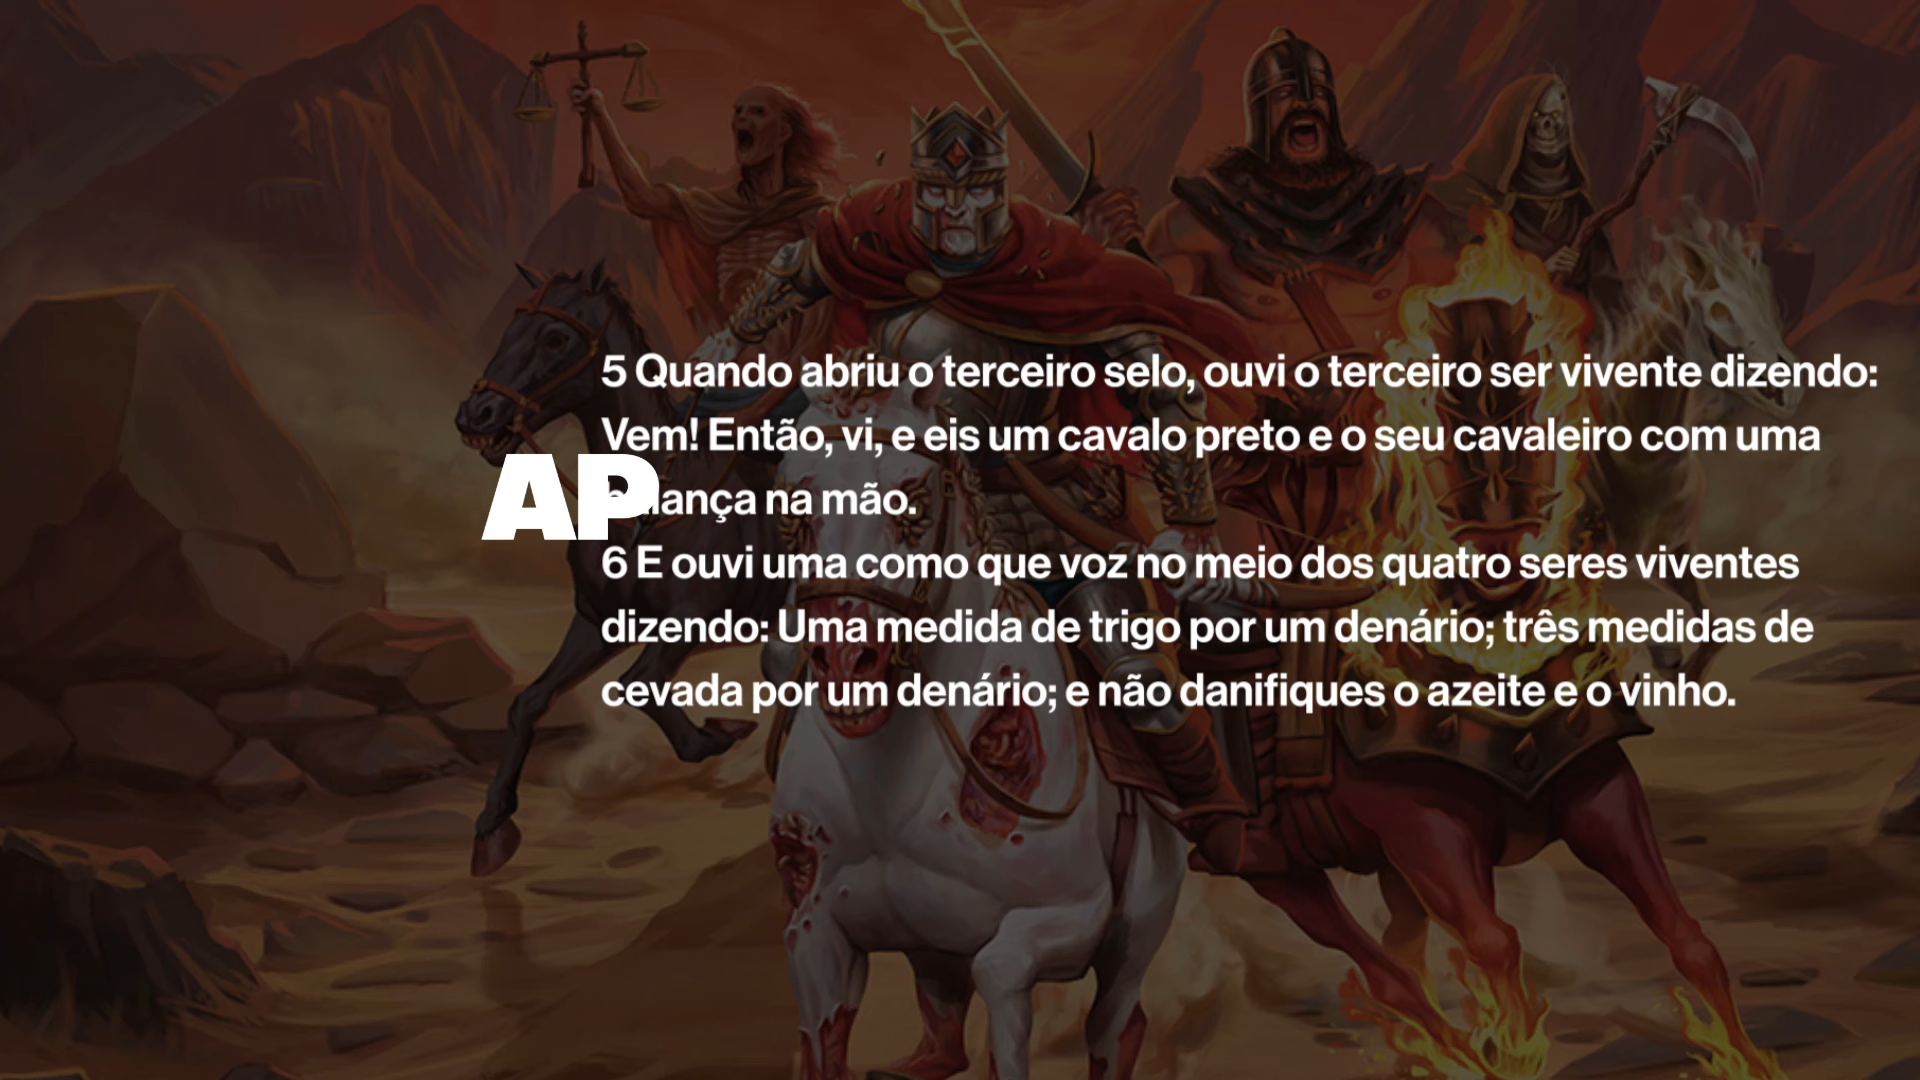 5 Quando abriu o terceiro selo, ouvi o terceiro ser vivente dizendo:
Vem! Então, vi, e eis um cavalo preto e o seu cavaleiro com uma
AP
na mão.
6 E ouvi uma como que voz no meio dos quatro seres viventes
dizendo: Uma medida de trigo por um denário; três medidas de
cevada por um denário; e não danifiques o azeite e o vinho.